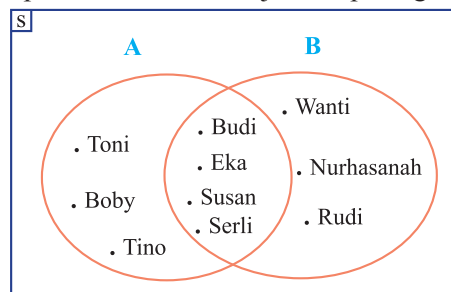 S
A
B
. Toni
. Boby
. Tino
. Budi
. Eka
. Susan
. Serli
. Wanti
. Nurhasanah
. Rudi